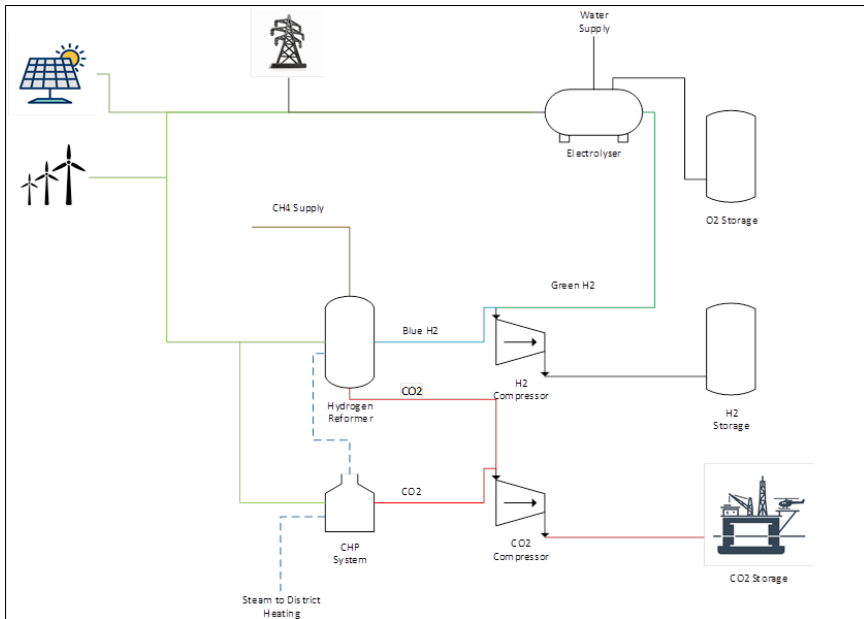 Water
Supply
Electrolyser
O2 Storage
CH4 Supply
Green H2
Blue H2
H2
Compressor
CO2
Hydrogen
Reformer
H2
Storage
CO2
CHP
System
CO2
Compressor
CO2 Storage
Steam to District
Heating